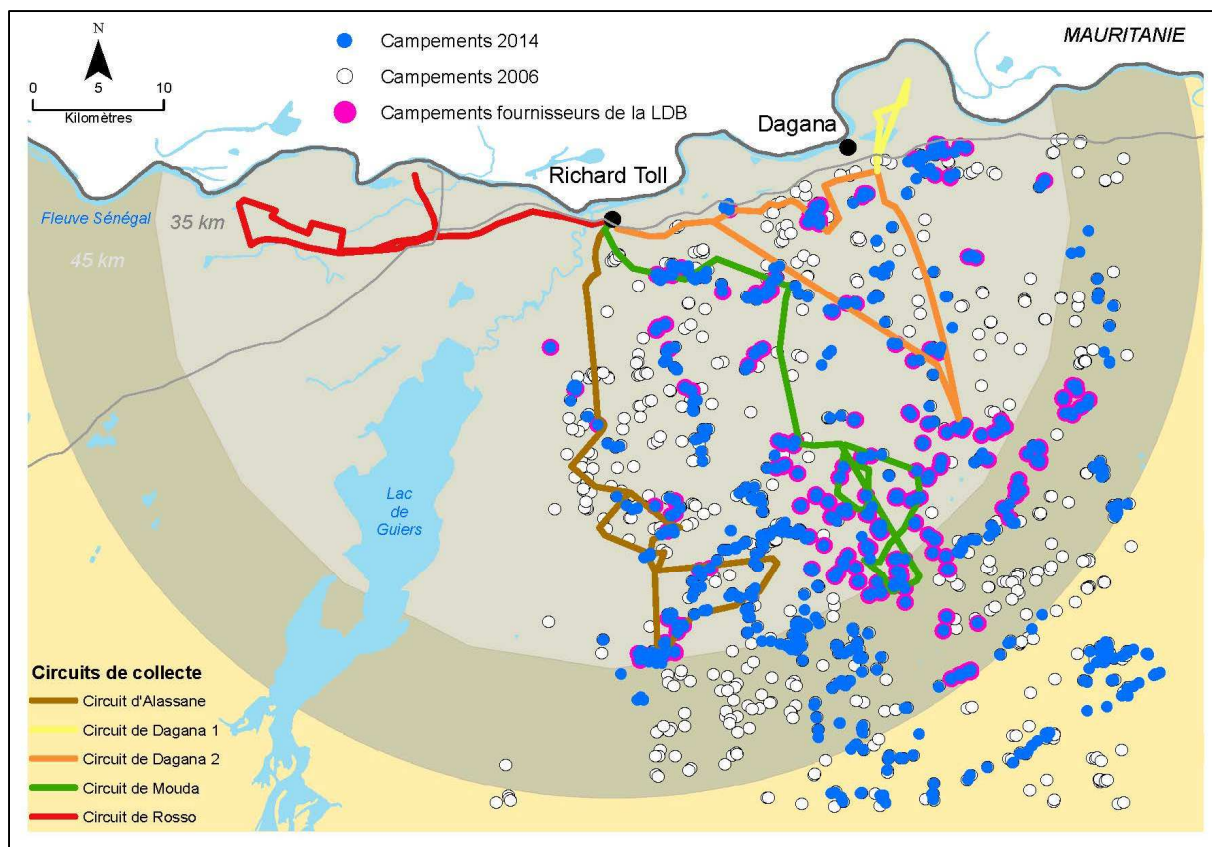 N
0 5 10
Kilomètres
Campements 2014
Campements 2006
Campements fournisseurs de la LDB
MAURITANIE
Dagana
Richard Toll
Fleuve Sénégal
35 km
45 km
Lac
de
Guiers
Circuits de collecte
Circuit d'Alassane
Circuit de Dagana 1
Circuit de Dagana 2
Circuit de Mouda
Circuit de Rosso